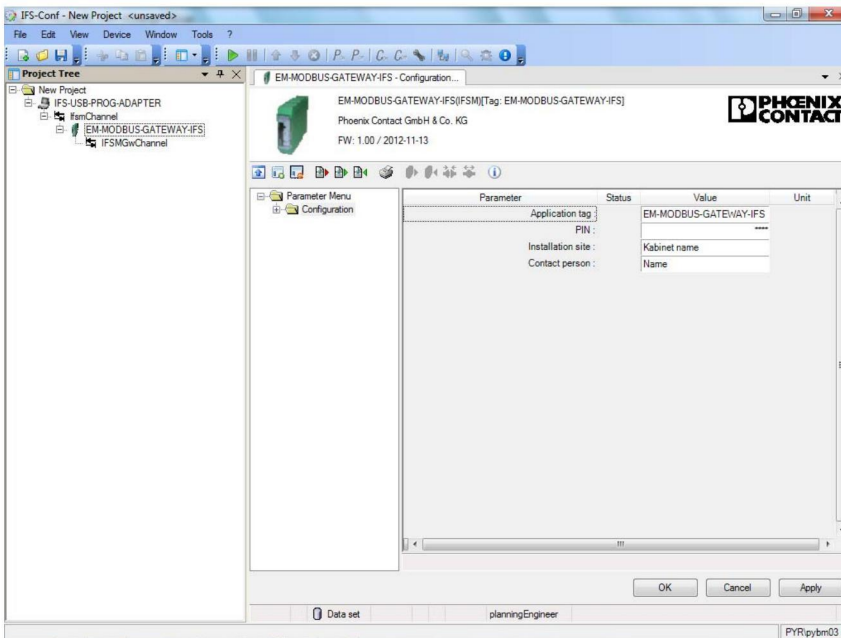 IFS-Conf - New Project <unsaved>
File Edit View Device Window Tools ?
Project Tree
New Project
IFS-USB-PROG-ADAPTER
IfsmChannel
EM-MODBUS-GATEWAY-IFS
IFSMGwChannel
EM-MODBUS-GATEWAY-IFS - Configuration...
EM-MODBUS-GATEWAY-IFS(IFSM)[Tag: EM-MODBUS-GATEWAY-IFS]
Phoenix Contact GmbH & Co. KG
FW: 1.00 / 2012-11-13
PHŒNIX
CONTACT
Parameter Menu
Configuration
Parameter Status Value Unit
Application tag : EM-MODBUS-GATEWAY-IFS
PIN : ****
Installation site : Kabinet name
Contact person : Name
OK Cancel Apply
Data set planningEngineer
PYR\pybm03